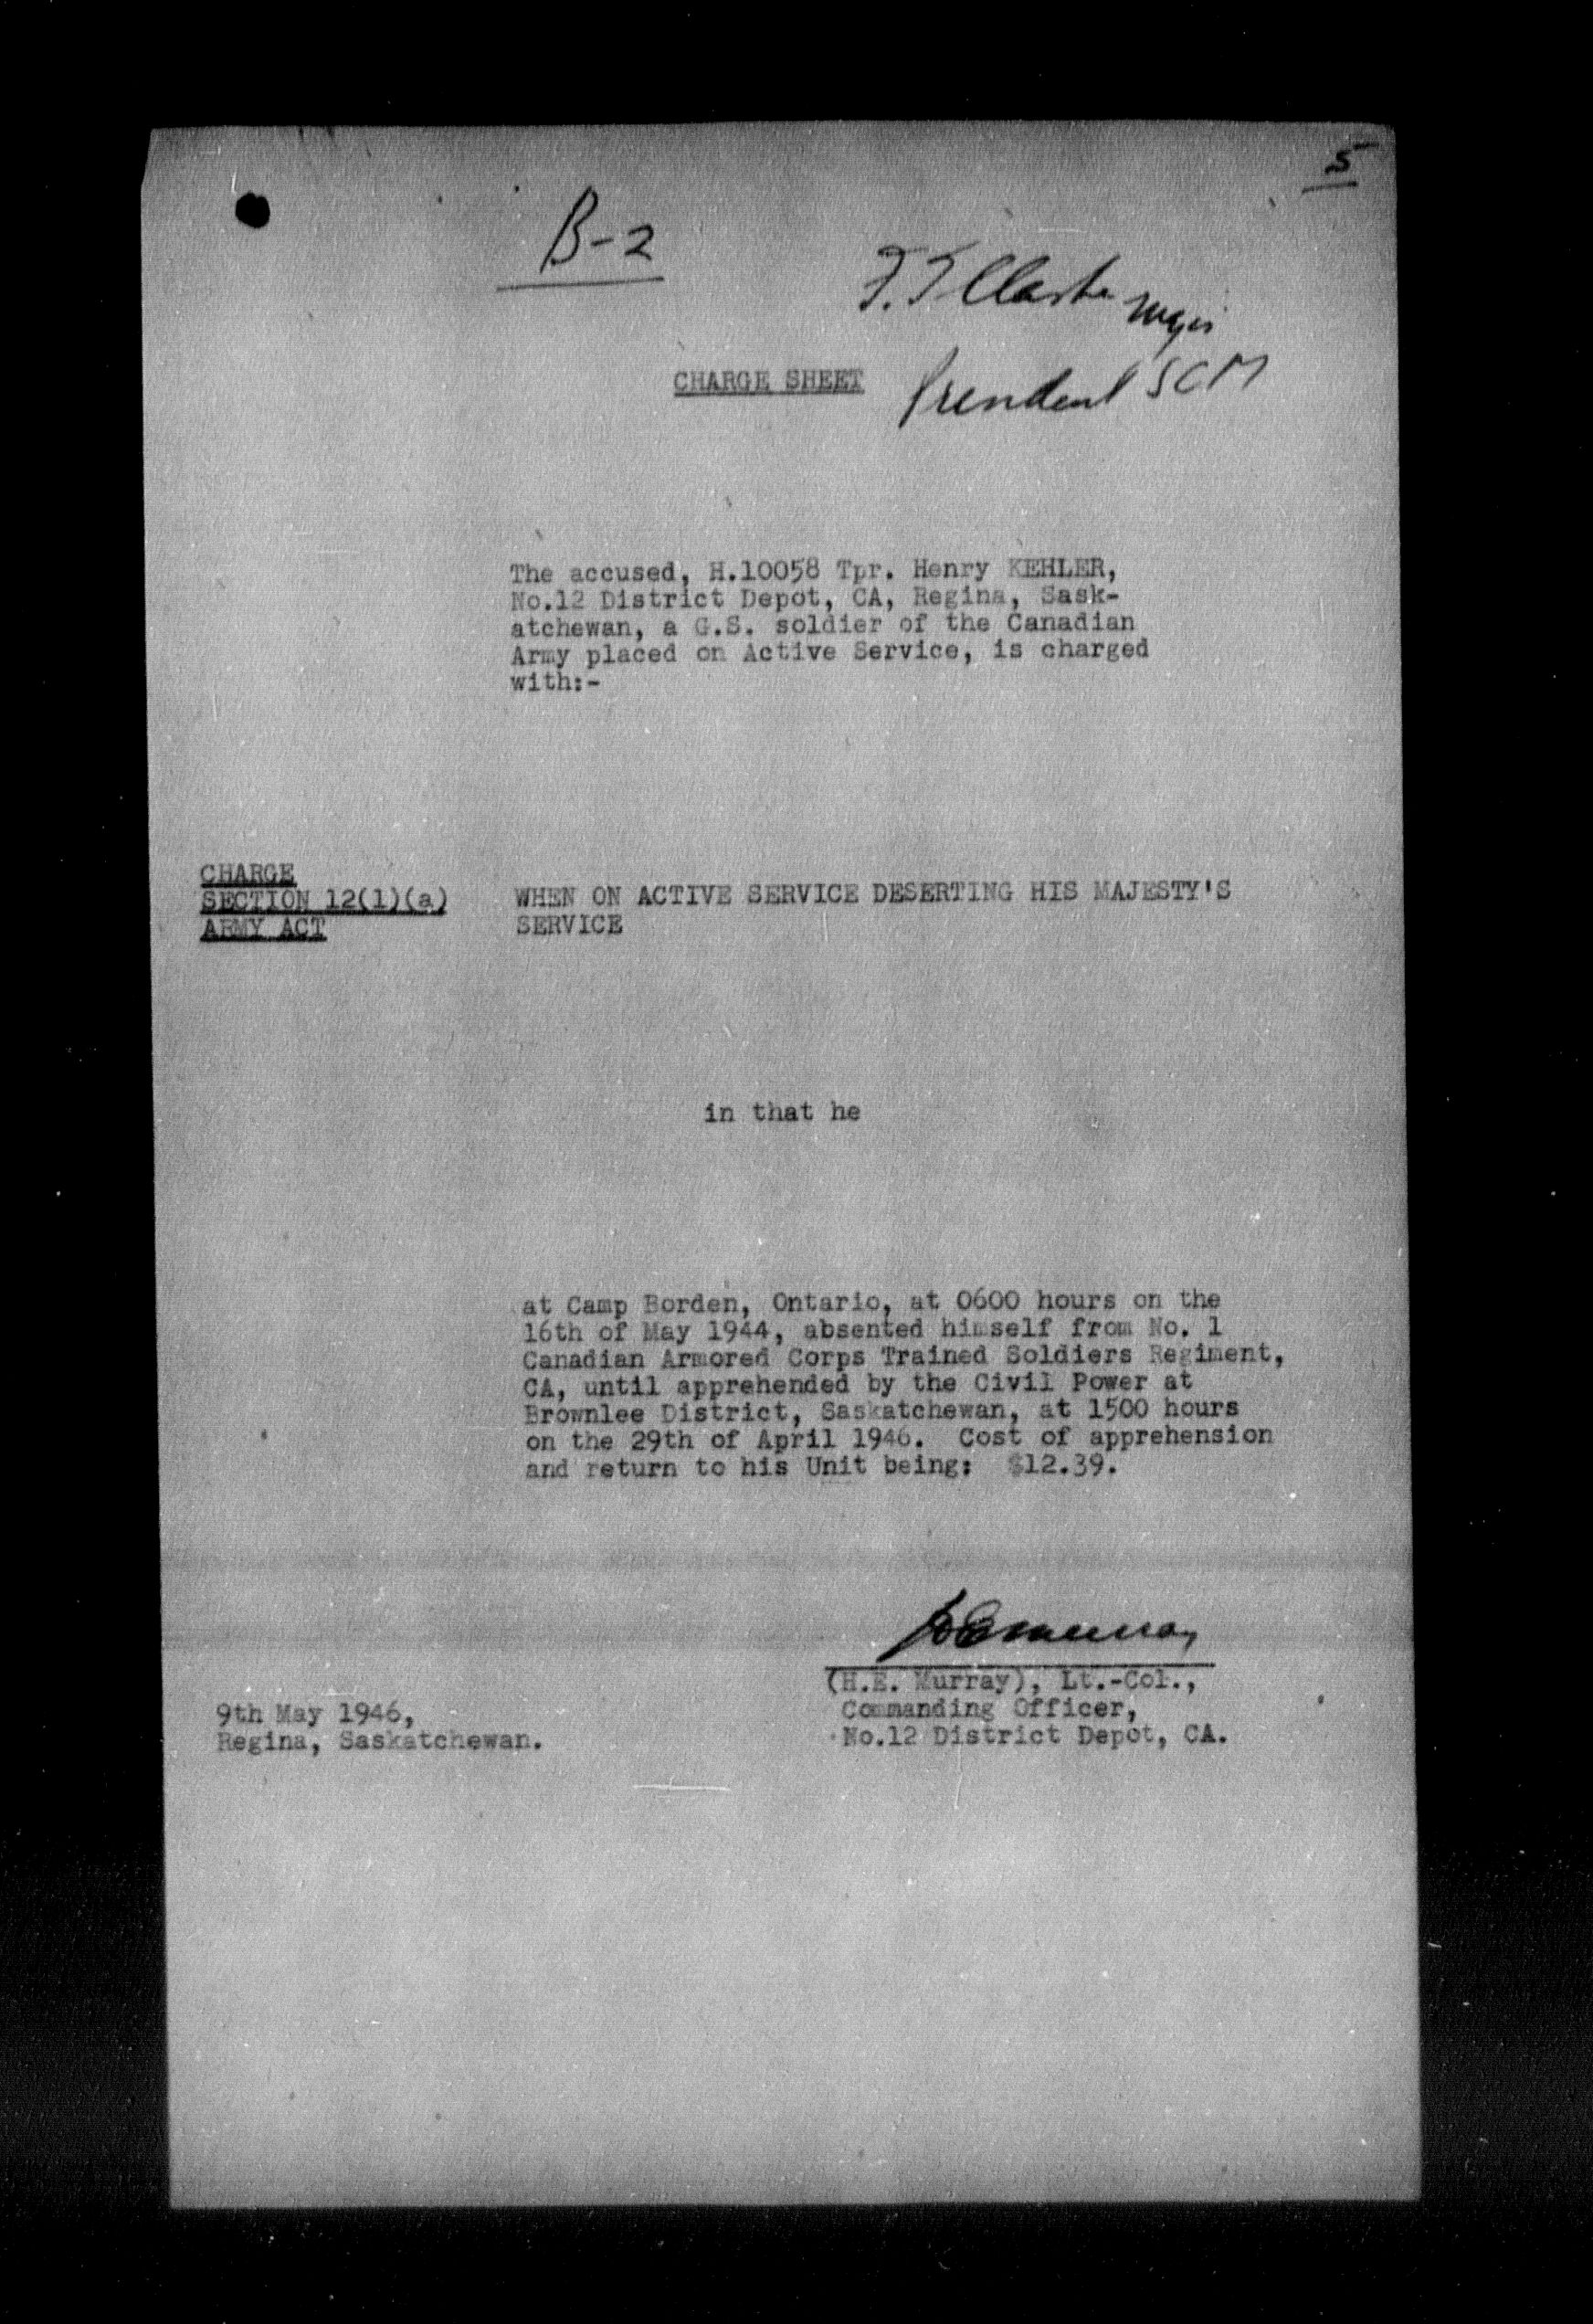 5
B-2
F. T Clarke Major
President SCM
CHARGE SHEET
The accused, H.10058 Tpr. Henry KEHLER,
No.12 District Depot, CA, Regina, Sask-
atchewan, a G.S. soldier of the Canadian
Army placed on Active Service, is charged
with:-
CHARGE
SECTION 12(1)(a)
ARMY ACT
WHEN ON ACTIVE SERVICE DESERTING HIS MAJESTY'S
SERVICE
in that he
at Camp Borden, Ontario, at 0600 hours on the
16th of May 1944, absented himself from No. 1
Canadian Armored Corps Trained Soldiers Regiment,
CA, until apprehended by the Civil Power at
Brownlee District, Saskatchewan, at 1500 hours
on the 29th of April 1946. Cost of apprehension
and return to his Unit being: $12.39.
HEMurray
(H.E. Murray), Lt.-Col.,
Commanding Officer,
No.12 District Depot, CA.
9th May 1946,
Regina, Saskatchewan.